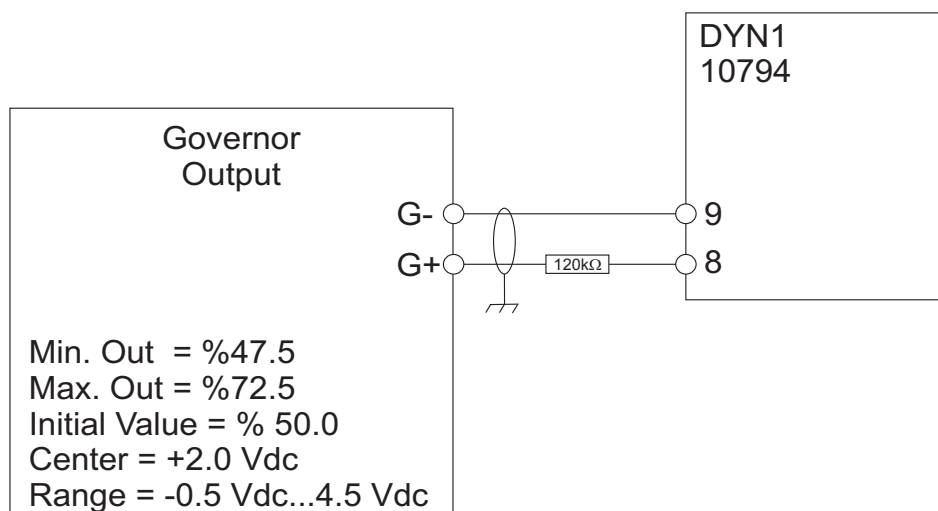 DYN1
10794
Governor
Output
G-
9
G+
120kΩ
8
Min. Out = %47.5
Max. Out = %72.5
Initial Value = % 50.0
Center = +2.0 Vdc
Range = -0.5 Vdc...4.5 Vdc